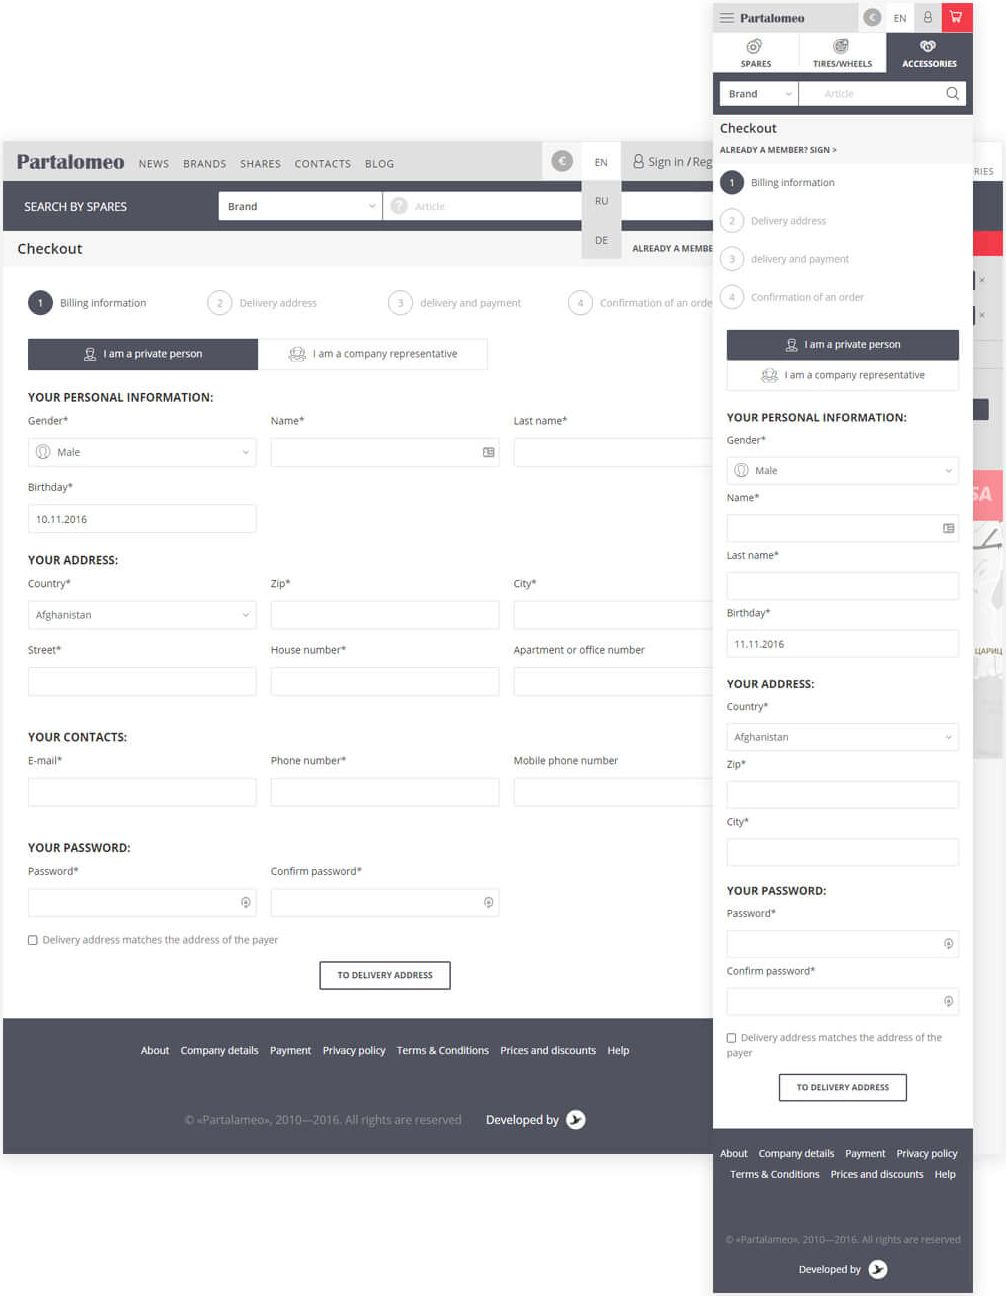 Partalomeo NEWS BRANDS SHARES CONTACTS BLOG € EN Sign in / Reg
RU
DE
SEARCH BY SPARES Brand ? Article
Checkout ALREADY A MEMBE
1 Billing information 2 Delivery address 3 delivery and payment 4 Confirmation of an orde
I am a private person I am a company representative
YOUR PERSONAL INFORMATION:
Gender* Name* Last name*
Male
Birthday*
10.11.2016
YOUR ADDRESS:
Country* Zip* City*
Afghanistan
Street* House number* Apartment or office number
YOUR CONTACTS:
E-mail* Phone number* Mobile phone number
YOUR PASSWORD:
Password* Confirm password*
Delivery address matches the address of the payer
TO DELIVERY ADDRESS
About Company details Payment Privacy policy Terms & Conditions Prices and discounts Help
© «Partalameo», 2010—2016. All rights are reserved Developed by
Partalomeo € EN
SPARES TIRES/WHEELS ACCESSORIES
Brand Article
Checkout
ALREADY A MEMBER? SIGN >
1 Billing information
2 Delivery address
3 delivery and payment
4 Confirmation of an order
I am a private person
I am a company representative
YOUR PERSONAL INFORMATION:
Gender*
Male
Name*
Last name*
Birthday*
11.11.2016
YOUR ADDRESS:
Country*
Afghanistan
Zip*
City*
YOUR PASSWORD:
Password*
Confirm password*
Delivery address matches the address of the
payer
TO DELIVERY ADDRESS
About Company details Payment Privacy policy
Terms & Conditions Prices and discounts Help
© «Partalameo», 2010—2016. All rights are reserved
Developed by
RIES
×
×
SA
ЦАРИЦ